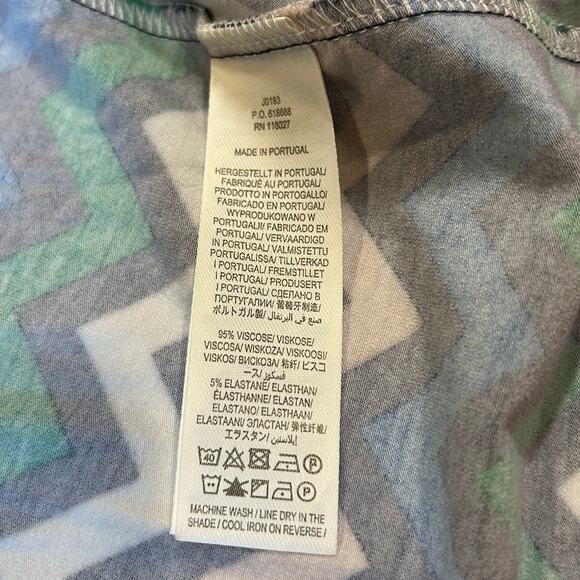 J0183
P.O. 618688
RN 116027
MADE IN PORTUGAL
HERGESTELLT IN PORTUGAL/
FABRIQUÉ AU PORTUGAL/
PRODOTTO IN PORTOGALLO/
FABRICADO EN PORTUGAL/
WYPRODUKOWANO W
PORTUGALII/ FABRICADO EM
PORTUGAL/ VERVAARDIGD
IN PORTUGAL/ VALMISTETTU
PORTUGALISSA/ TILLVERKAD
I PORTUGAL/ FREMSTILLET
I PORTUGAL/ PRODUSERT
I PORTUGAL/ СДЕЛАНО В
ПОРТУГАЛИИ/ 葡萄牙制造/
ポルトガル製/ صنع في البرتغال
95% VISCOSE/ VISKOSE/
VISCOSA/ WISKOZA/ VISKOOSI/
VISKOS/ ВИСКОЗА/ 粘纤/ ビスコ
ース/ فسكوز
5% ELASTANE/ ELASTHAN/
ÉLASTHANNE/ ELASTAN/
ELASTANO/ ELASTHAAN/
ELASTAANI/ ЭЛАСТАН/ 弹性纤维/
エラスタン/ إيلاستين
40 P
P
MACHINE WASH / LINE DRY IN THE
SHADE / COOL IRON ON REVERSE /